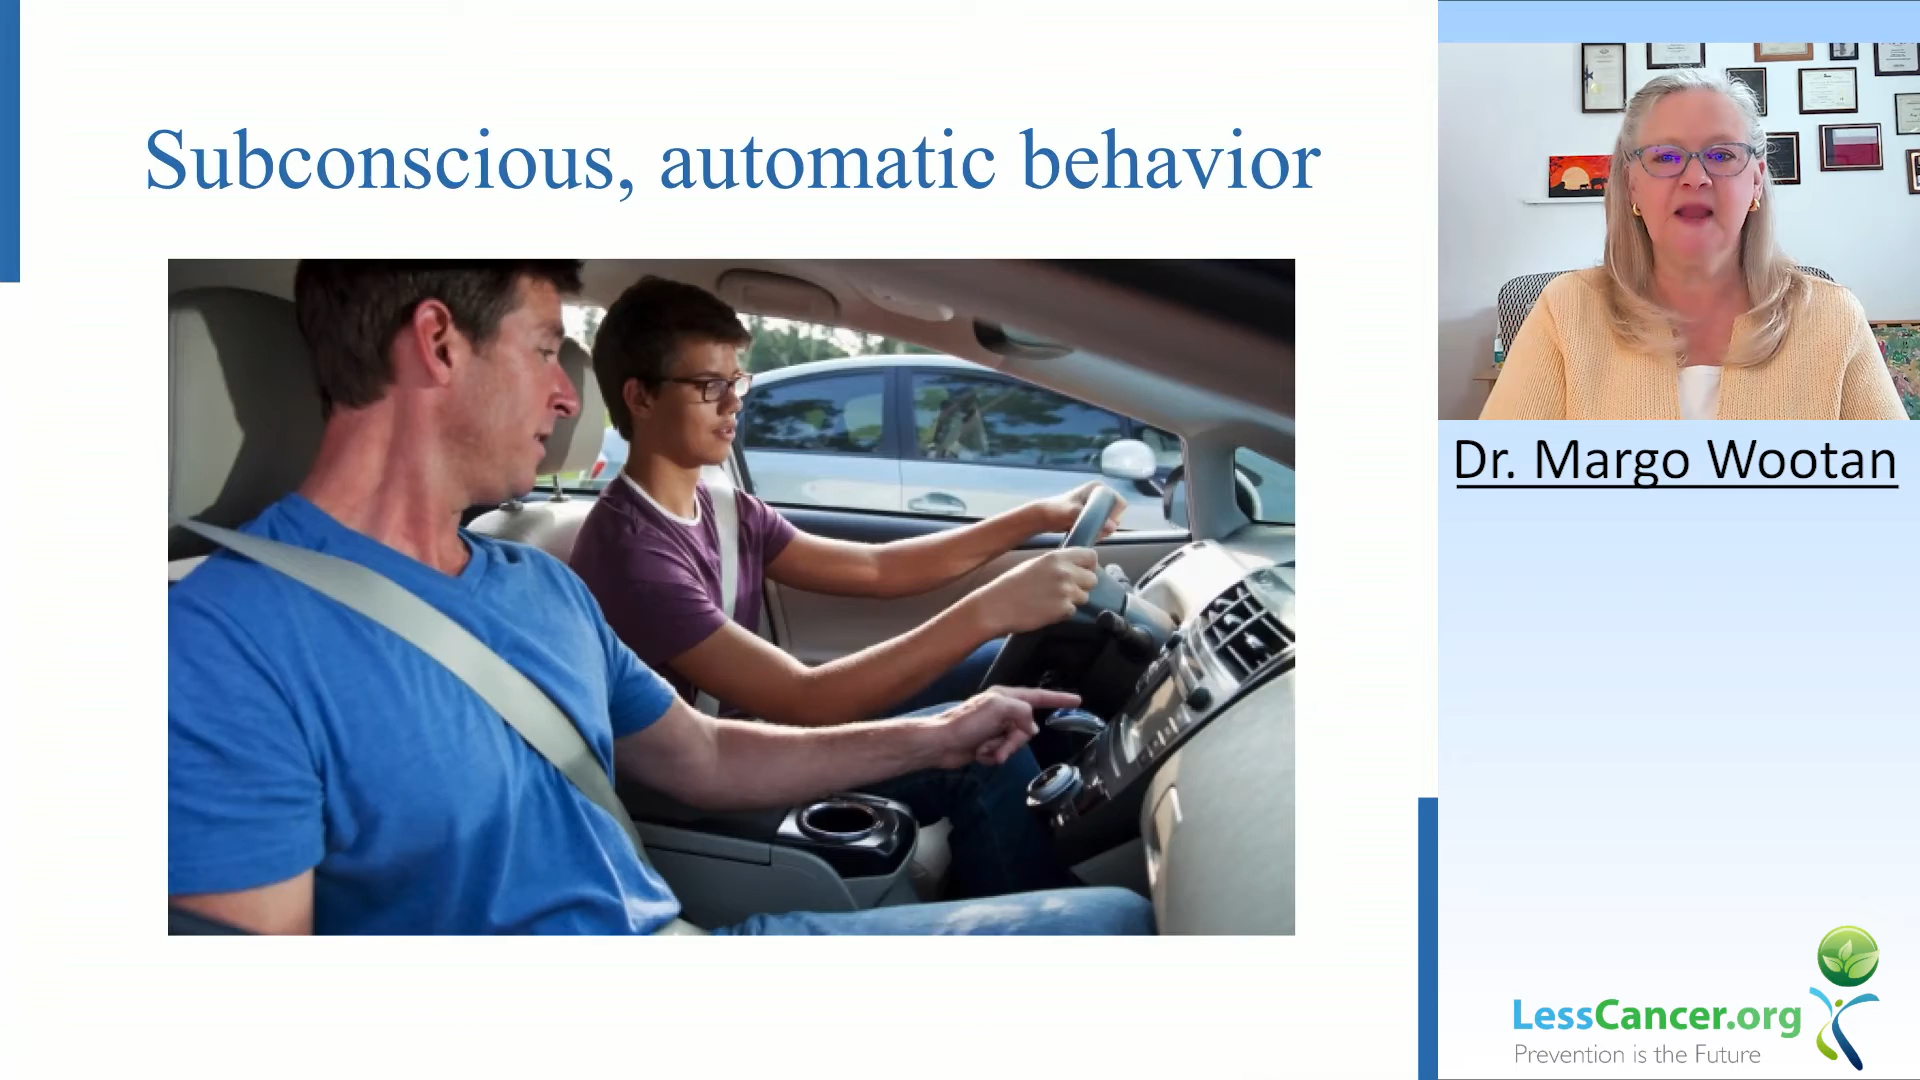 Subconscious, automatic behavior
Dr. Margo Wootan
LessCancer.org
Prevention is the Future